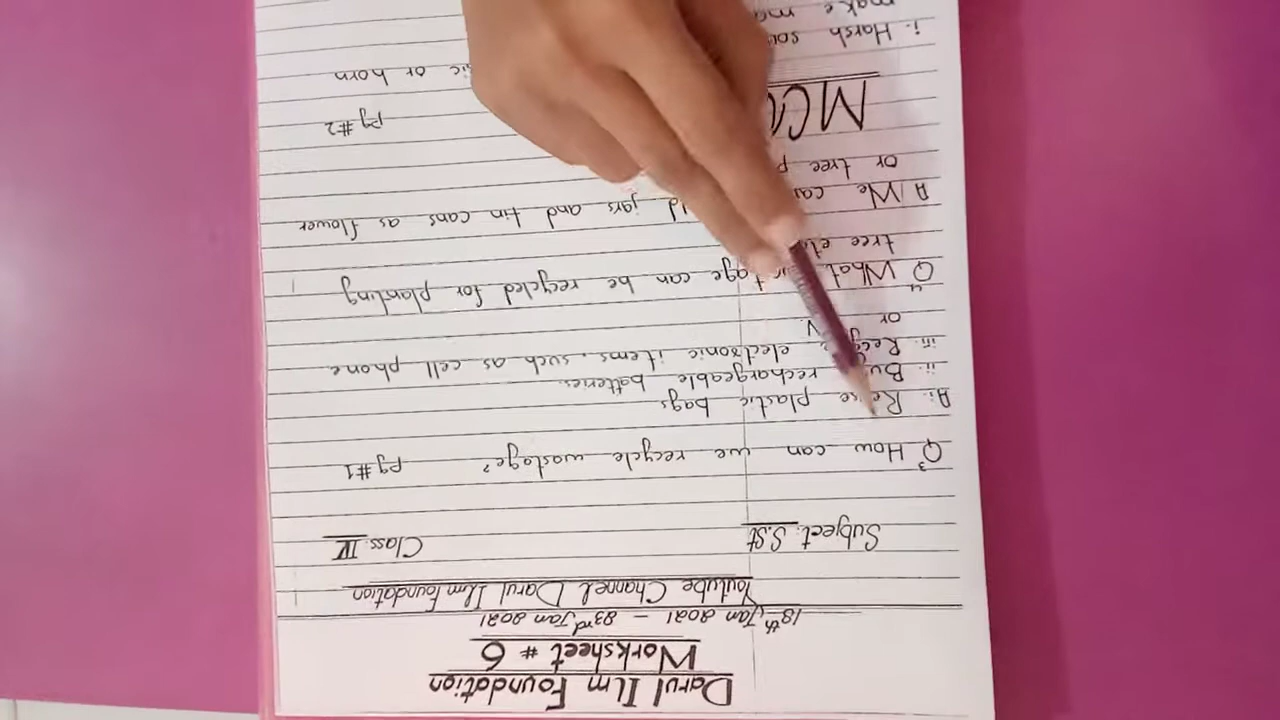 Darul Ilm Foundation
Worksheet # 6
18th Jan 2021 – 23rd Jan 2021
Youtube Channel Darul Ilm Foundation
Subject: S.St Class: IV
Q3 How can we recycle wastage? pg #1
A i. Reuse plastic bags
ii. Buy rechargeable batteries.
iii. Recycle electronic items. such as cell phone
or T.V.
Q4 What wastage can be recycled for planting
tree etc
A We can jars and tin cans as flower
or tree
pg #2
MCQ
i. Harsh or horn
make